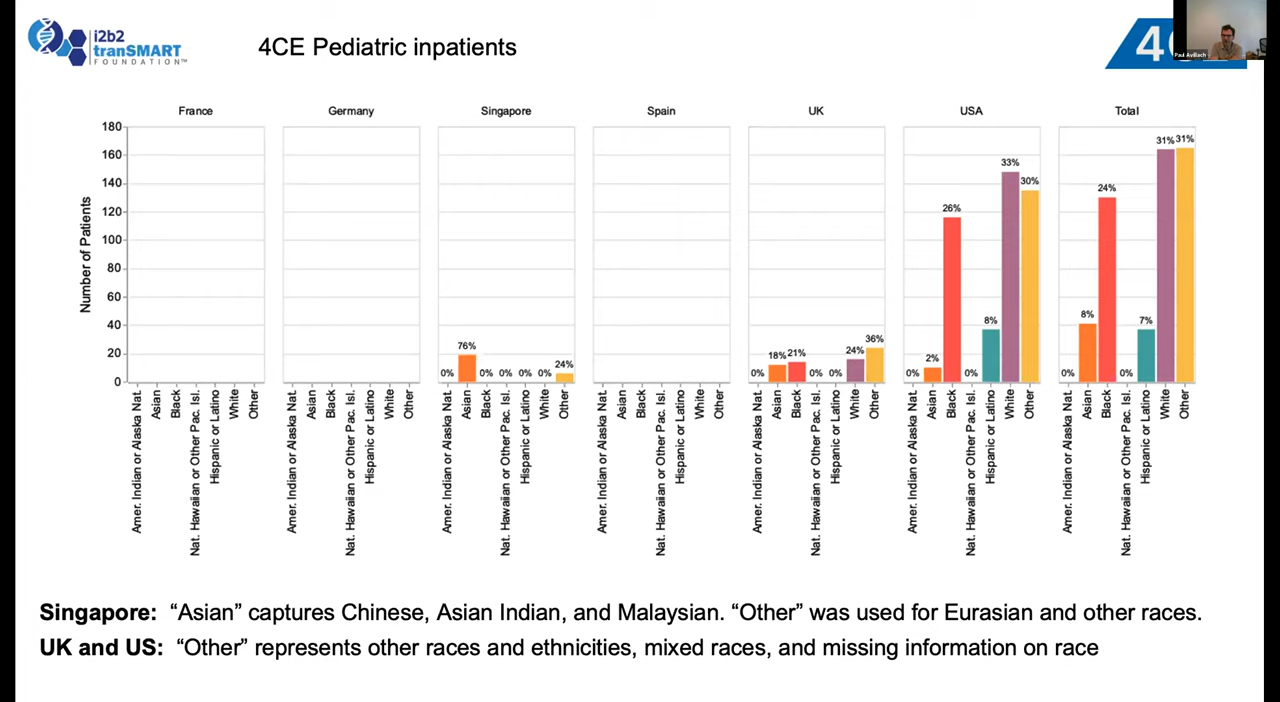 i2b2
tranSMART
FOUNDATION™
4CE Pediatric inpatients
4
Paul Avillach
France
Germany
Singapore
Spain
UK
USA
Total
Number of Patients
180
160
140
120
100
80
60
40
20
0
0%
76%
0%
0%
0%
0%
24%
0%
18%
21%
0%
0%
24%
36%
0%
2%
26%
0%
8%
33%
30%
0%
8%
24%
0%
7%
31%
31%
Amer. Indian or Alaska Nat.
Asian
Black
Nat. Hawaiian or Other Pac. Isl.
Hispanic or Latino
White
Other
Amer. Indian or Alaska Nat.
Asian
Black
Nat. Hawaiian or Other Pac. Isl.
Hispanic or Latino
White
Other
Amer. Indian or Alaska Nat.
Asian
Black
Nat. Hawaiian or Other Pac. Isl.
Hispanic or Latino
White
Other
Amer. Indian or Alaska Nat.
Asian
Black
Nat. Hawaiian or Other Pac. Isl.
Hispanic or Latino
White
Other
Amer. Indian or Alaska Nat.
Asian
Black
Nat. Hawaiian or Other Pac. Isl.
Hispanic or Latino
White
Other
Amer. Indian or Alaska Nat.
Asian
Black
Nat. Hawaiian or Other Pac. Isl.
Hispanic or Latino
White
Other
Amer. Indian or Alaska Nat.
Asian
Black
Nat. Hawaiian or Other Pac. Isl.
Hispanic or Latino
White
Other
Singapore: “Asian” captures Chinese, Asian Indian, and Malaysian. “Other” was used for Eurasian and other races.
UK and US: “Other” represents other races and ethnicities, mixed races, and missing information on race